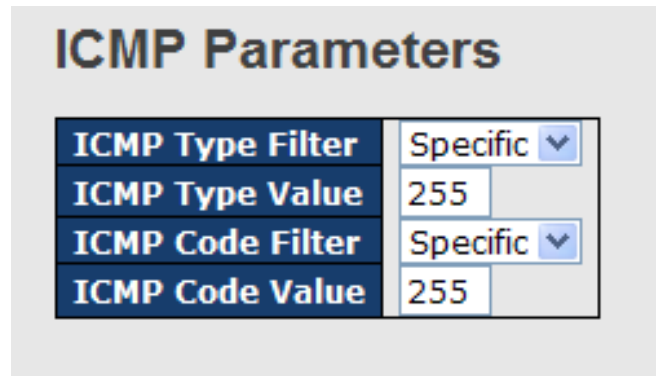 ICMP Parameters
ICMP Type Filter Specific
ICMP Type Value 255
ICMP Code Filter Specific
ICMP Code Value 255